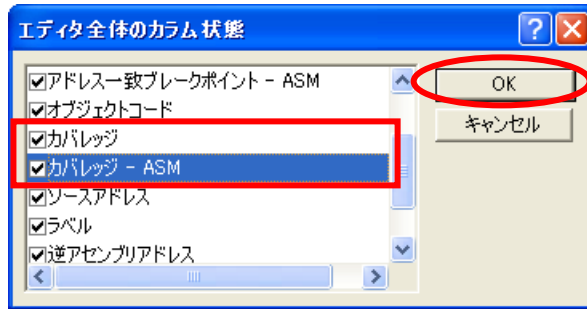 エディタ全体のカラム状態
アドレス一致ブレークポイント - ASM
オブジェクトコード
カバレッジ
カバレッジ - ASM
ソースアドレス
ラベル
逆アセンブリアドレス
OK
キャンセル